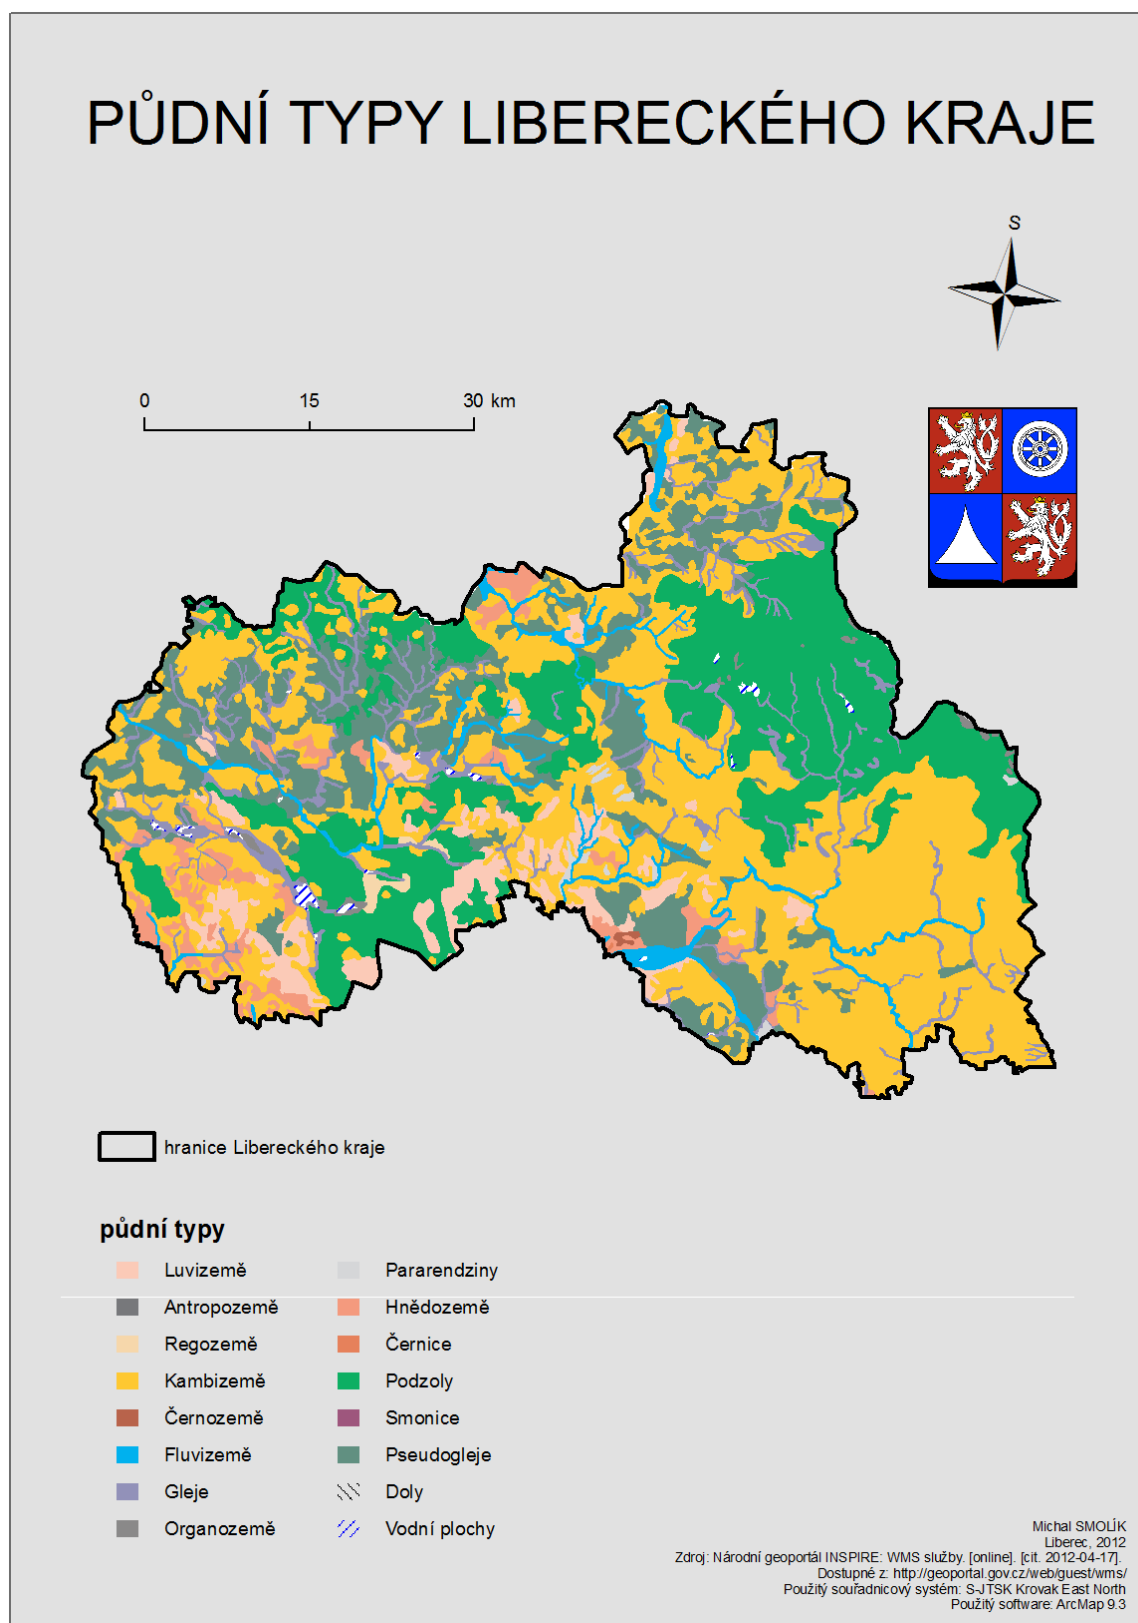 PŮDNÍ TYPY LIBERECKÉHO KRAJE
S
0 15 30 km
hranice Libereckého kraje
půdní typy
Luvizemě
Antropozemě
Regozemě
Kambizemě
Černozemě
Fluvizemě
Gleje
Organozemě
Pararendziny
Hnědozemě
Černice
Podzoly
Smonice
Pseudogleje
Doly
Vodní plochy
Michal SMOLÍK
Liberec, 2012
Zdroj: Národní geoportál INSPIRE: WMS služby. [online]. [cit. 2012-04-17].
Dostupné z: http://geoportal.gov.cz/web/guest/wms/
Použitý souřadnicový systém: S-JTSK Krovak East North
Použitý software: ArcMap 9.3